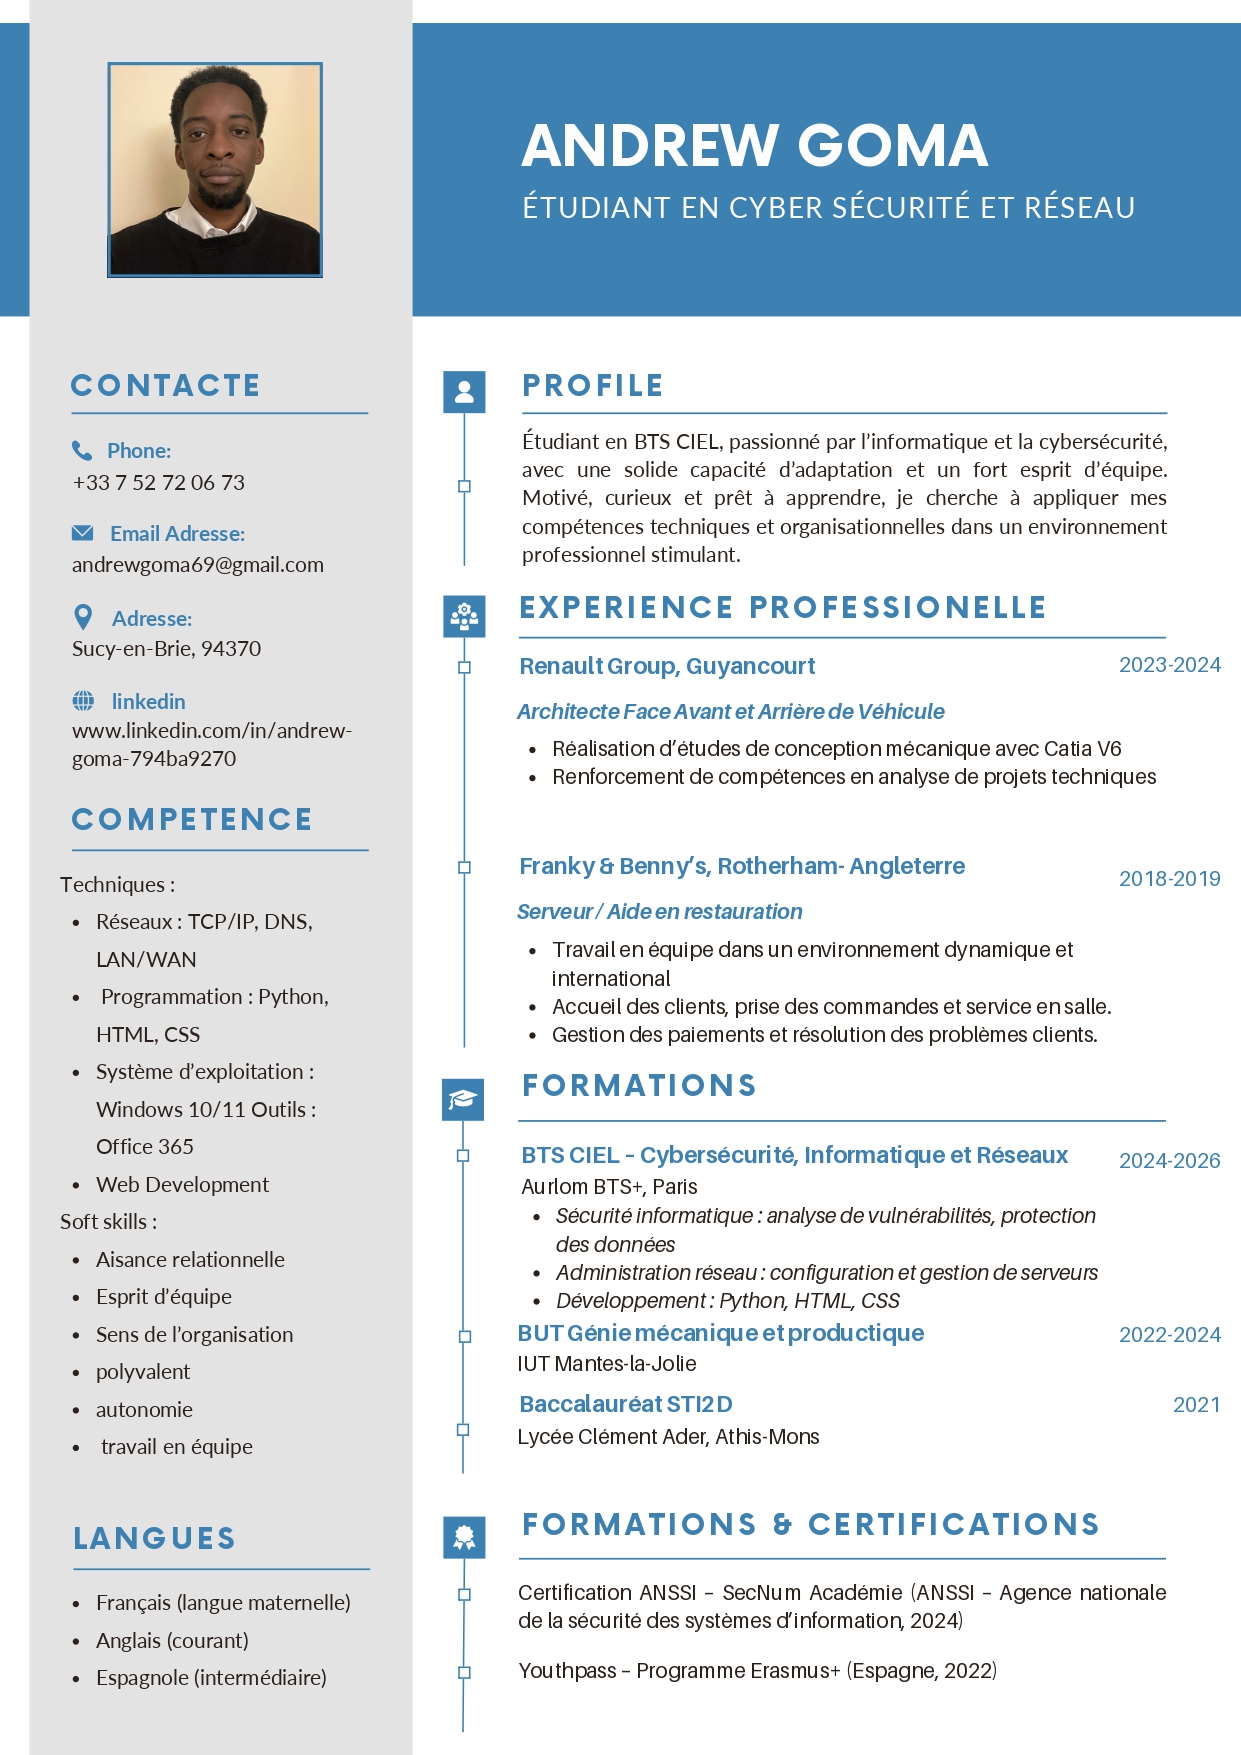 ANDREW GOMA
ÉTUDIANT EN CYBER SÉCURITÉ ET RÉSEAU
CONTACTE
Phone:
+33 7 52 72 06 73
Email Adresse:
andrewgoma69@gmail.com
Adresse:
Sucy-en-Brie, 94370
linkedin
www.linkedin.com/in/andrew-
goma-794ba9270
COMPETENCE
Techniques :
• Réseaux : TCP/IP, DNS,
LAN/WAN
• Programmation : Python,
HTML, CSS
• Système d'exploitation :
Windows 10/11 Outils :
Office 365
• Web Development
Soft skills :
• Aisance relationnelle
• Esprit d'équipe
• Sens de l'organisation
• polyvalent
• autonomie
• travail en équipe
LANGUES
• Français (langue maternelle)
• Anglais (courant)
• Espagnole (intermédiaire)
PROFILE
Étudiant en BTS CIEL, passionné par l'informatique et la cybersécurité,
avec une solide capacité d'adaptation et un fort esprit d'équipe.
Motivé, curieux et prêt à apprendre, je cherche à appliquer mes
compétences techniques et organisationnelles dans un environnement
professionnel stimulant.
EXPERIENCE PROFESSIONELLE
Renault Group, Guyancourt 2023-2024
Architecte Face Avant et Arrière de Véhicule
• Réalisation d'études de conception mécanique avec Catia V6
• Renforcement de compétences en analyse de projets techniques
Franky & Benny's, Rotherham- Angleterre 2018-2019
Serveur / Aide en restauration
• Travail en équipe dans un environnement dynamique et
international
• Accueil des clients, prise des commandes et service en salle.
• Gestion des paiements et résolution des problèmes clients.
FORMATIONS
BTS CIEL – Cybersécurité, Informatique et Réseaux 2024-2026
Aurlom BTS+, Paris
• Sécurité informatique : analyse de vulnérabilités, protection
des données
• Administration réseau : configuration et gestion de serveurs
• Développement : Python, HTML, CSS
BUT Génie mécanique et productique 2022-2024
IUT Mantes-la-Jolie
Baccalauréat STI2D 2021
Lycée Clément Ader, Athis-Mons
FORMATIONS & CERTIFICATIONS
Certification ANSSI – SecNum Académie (ANSSI – Agence nationale
de la sécurité des systèmes d'information, 2024)
Youthpass – Programme Erasmus+ (Espagne, 2022)